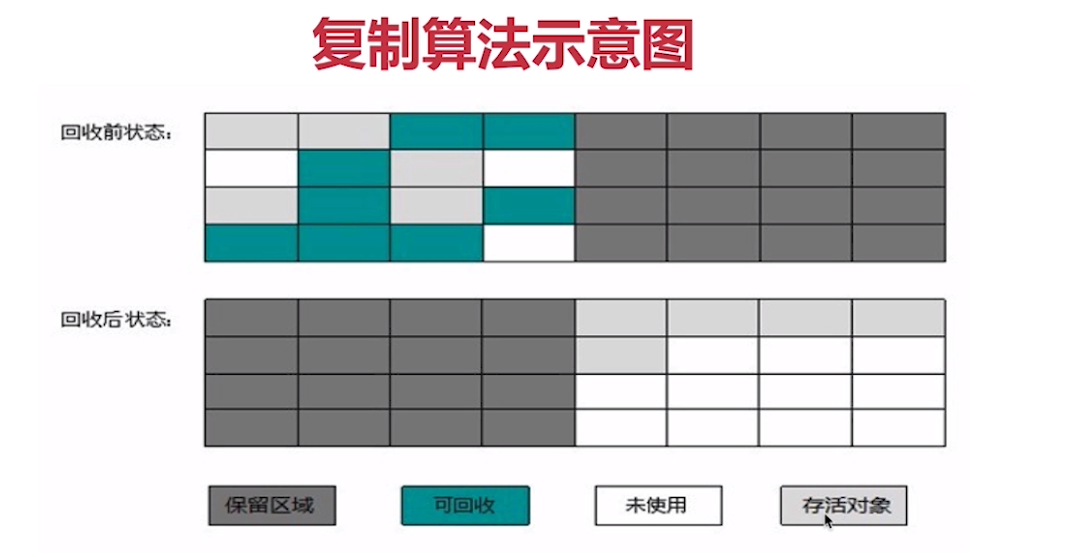 复制算法示意图
回收前状态：
回收后状态：
保留区域
可回收
未使用
存活对象